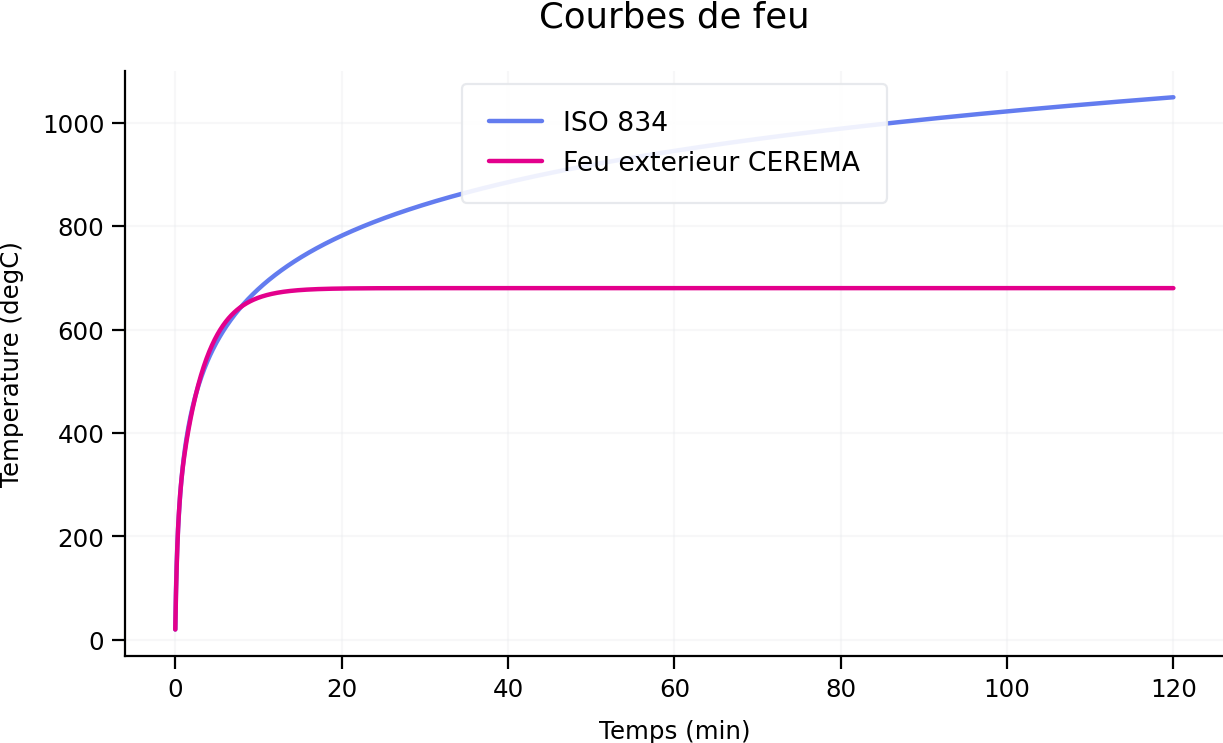 Courbes de feu
ISO 834
Feu exterieur CEREMA
1000
800
600
400
200
0
Temperature (degC)
0 20 40 60 80 100 120
Temps (min)